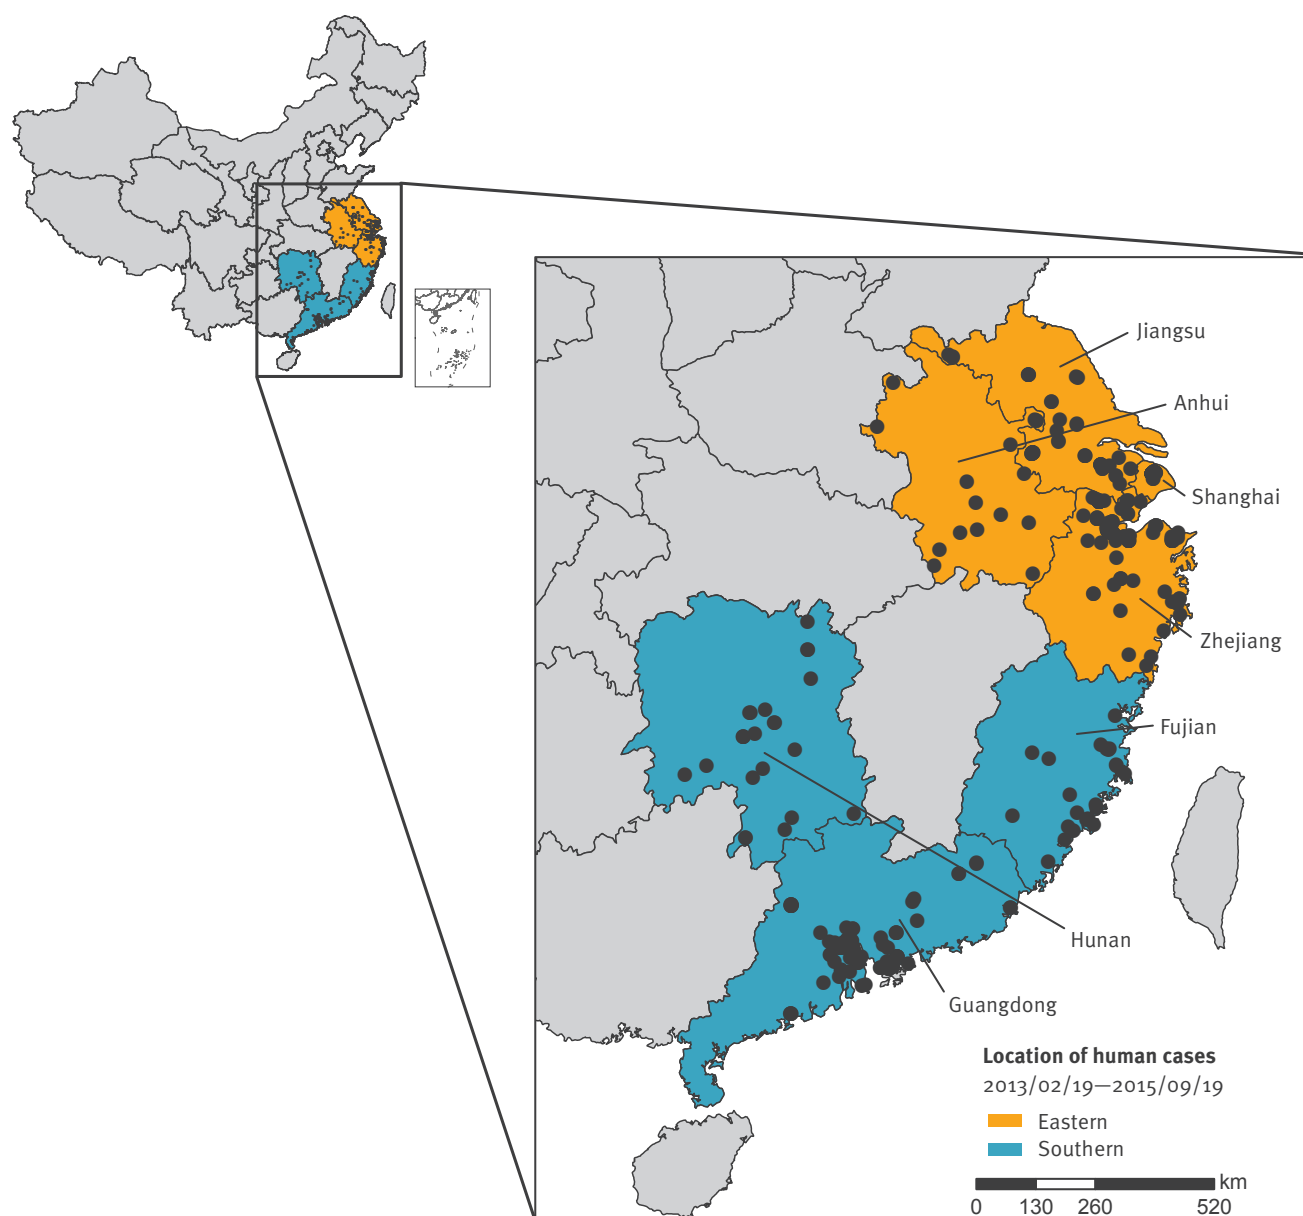 Jiangsu
Anhui
Shanghai
Zhejiang
Fujian
Hunan
Guangdong
Location of human cases
2013/02/19—2015/09/19
Eastern
Southern
km
0 130 260 520